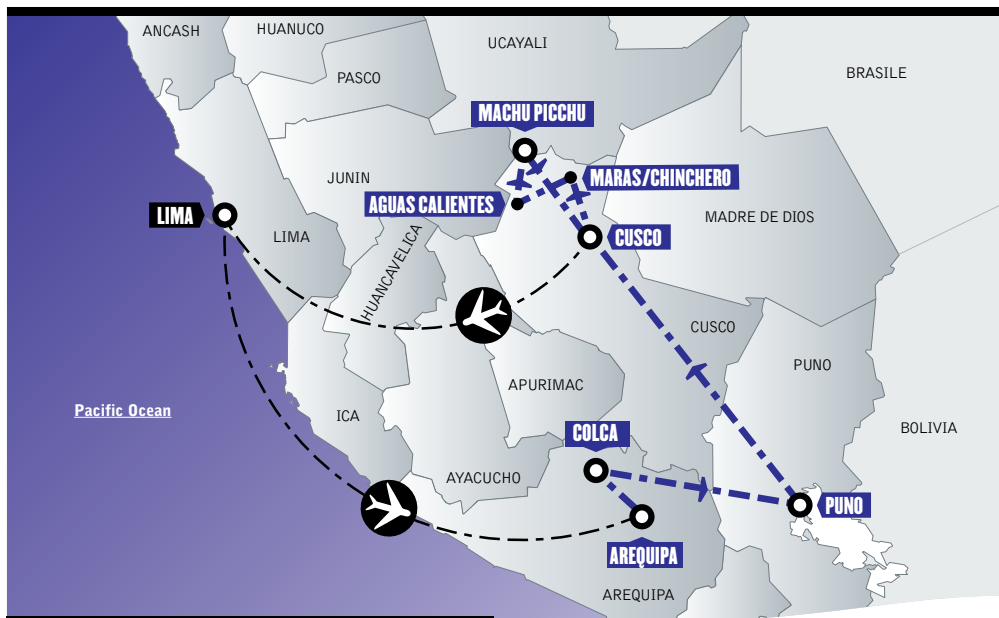 ANCASH
HUANUCO
UCAYALI
PASCO
BRASILE
MACHU PICCHU
JUNIN
MARAS/CHINCHERO
AGUAS CALIENTES
LIMA
MADRE DE DIOS
LIMA
CUSCO
HUANCAVELICA
CUSCO
PUNO
APURIMAC
Pacific Ocean
ICA
COLCA
BOLIVIA
AYACUCHO
PUNO
AREQUIPA
AREQUIPA